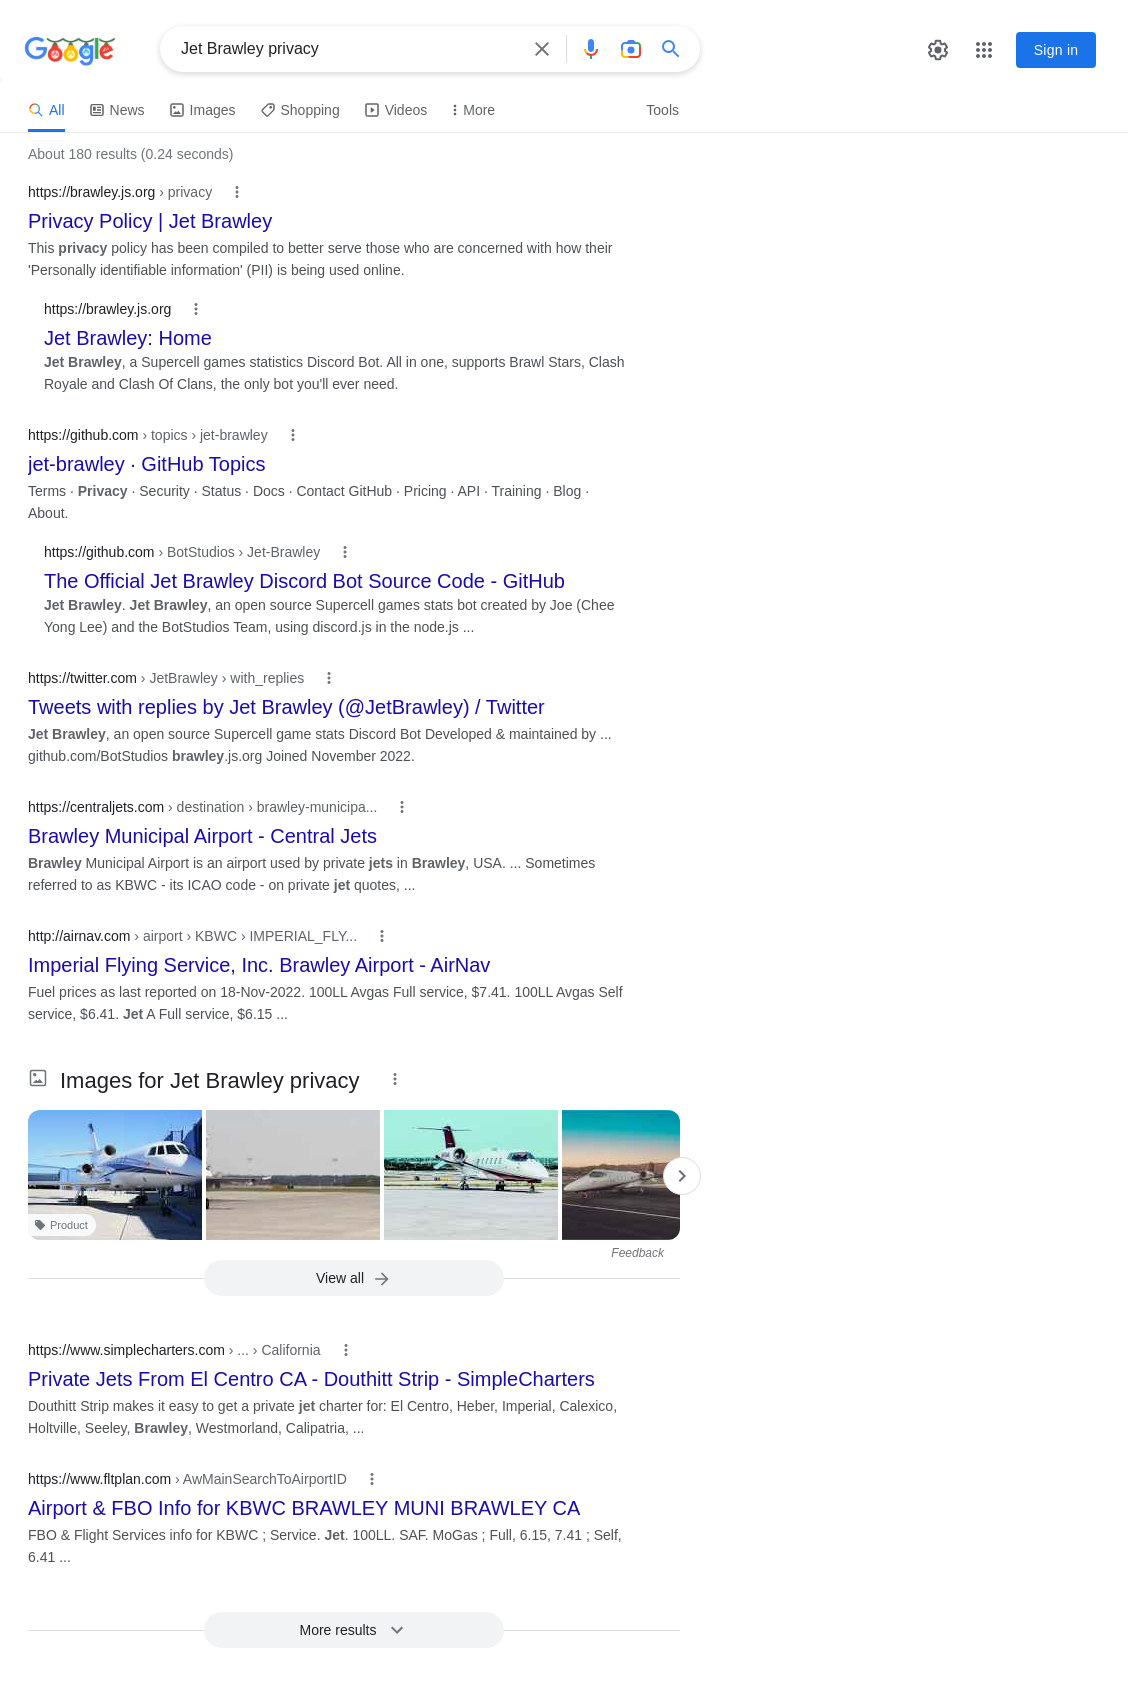 Google
Jet Brawley privacy
Sign in
All News Images Shopping Videos More Tools
About 180 results (0.24 seconds)
https://brawley.js.org › privacy
Privacy Policy | Jet Brawley
This privacy policy has been compiled to better serve those who are concerned with how their
'Personally identifiable information' (PII) is being used online.
https://brawley.js.org
Jet Brawley: Home
Jet Brawley, a Supercell games statistics Discord Bot. All in one, supports Brawl Stars, Clash
Royale and Clash Of Clans, the only bot you'll ever need.
https://github.com › topics › jet-brawley
jet-brawley · GitHub Topics
Terms · Privacy · Security · Status · Docs · Contact GitHub · Pricing · API · Training · Blog ·
About.
https://github.com › BotStudios › Jet-Brawley
The Official Jet Brawley Discord Bot Source Code - GitHub
Jet Brawley. Jet Brawley, an open source Supercell games stats bot created by Joe (Chee
Yong Lee) and the BotStudios Team, using discord.js in the node.js ...
https://twitter.com › JetBrawley › with_replies
Tweets with replies by Jet Brawley (@JetBrawley) / Twitter
Jet Brawley, an open source Supercell game stats Discord Bot Developed & maintained by ...
github.com/BotStudios brawley.js.org Joined November 2022.
https://centraljets.com › destination › brawley-municipa...
Brawley Municipal Airport - Central Jets
Brawley Municipal Airport is an airport used by private jets in Brawley, USA. ... Sometimes
referred to as KBWC - its ICAO code - on private jet quotes, ...
http://airnav.com › airport › KBWC › IMPERIAL_FLY...
Imperial Flying Service, Inc. Brawley Airport - AirNav
Fuel prices as last reported on 18-Nov-2022. 100LL Avgas Full service, $7.41. 100LL Avgas Self
service, $6.41. Jet A Full service, $6.15 ...
Images for Jet Brawley privacy
Product
Feedback
View all
https://www.simplecharters.com › ... › California
Private Jets From El Centro CA - Douthitt Strip - SimpleCharters
Douthitt Strip makes it easy to get a private jet charter for: El Centro, Heber, Imperial, Calexico,
Holtville, Seeley, Brawley, Westmorland, Calipatria, ...
https://www.fltplan.com › AwMainSearchToAirportID
Airport & FBO Info for KBWC BRAWLEY MUNI BRAWLEY CA
FBO & Flight Services info for KBWC ; Service. Jet. 100LL. SAF. MoGas ; Full, 6.15, 7.41 ; Self,
6.41 ...
More results